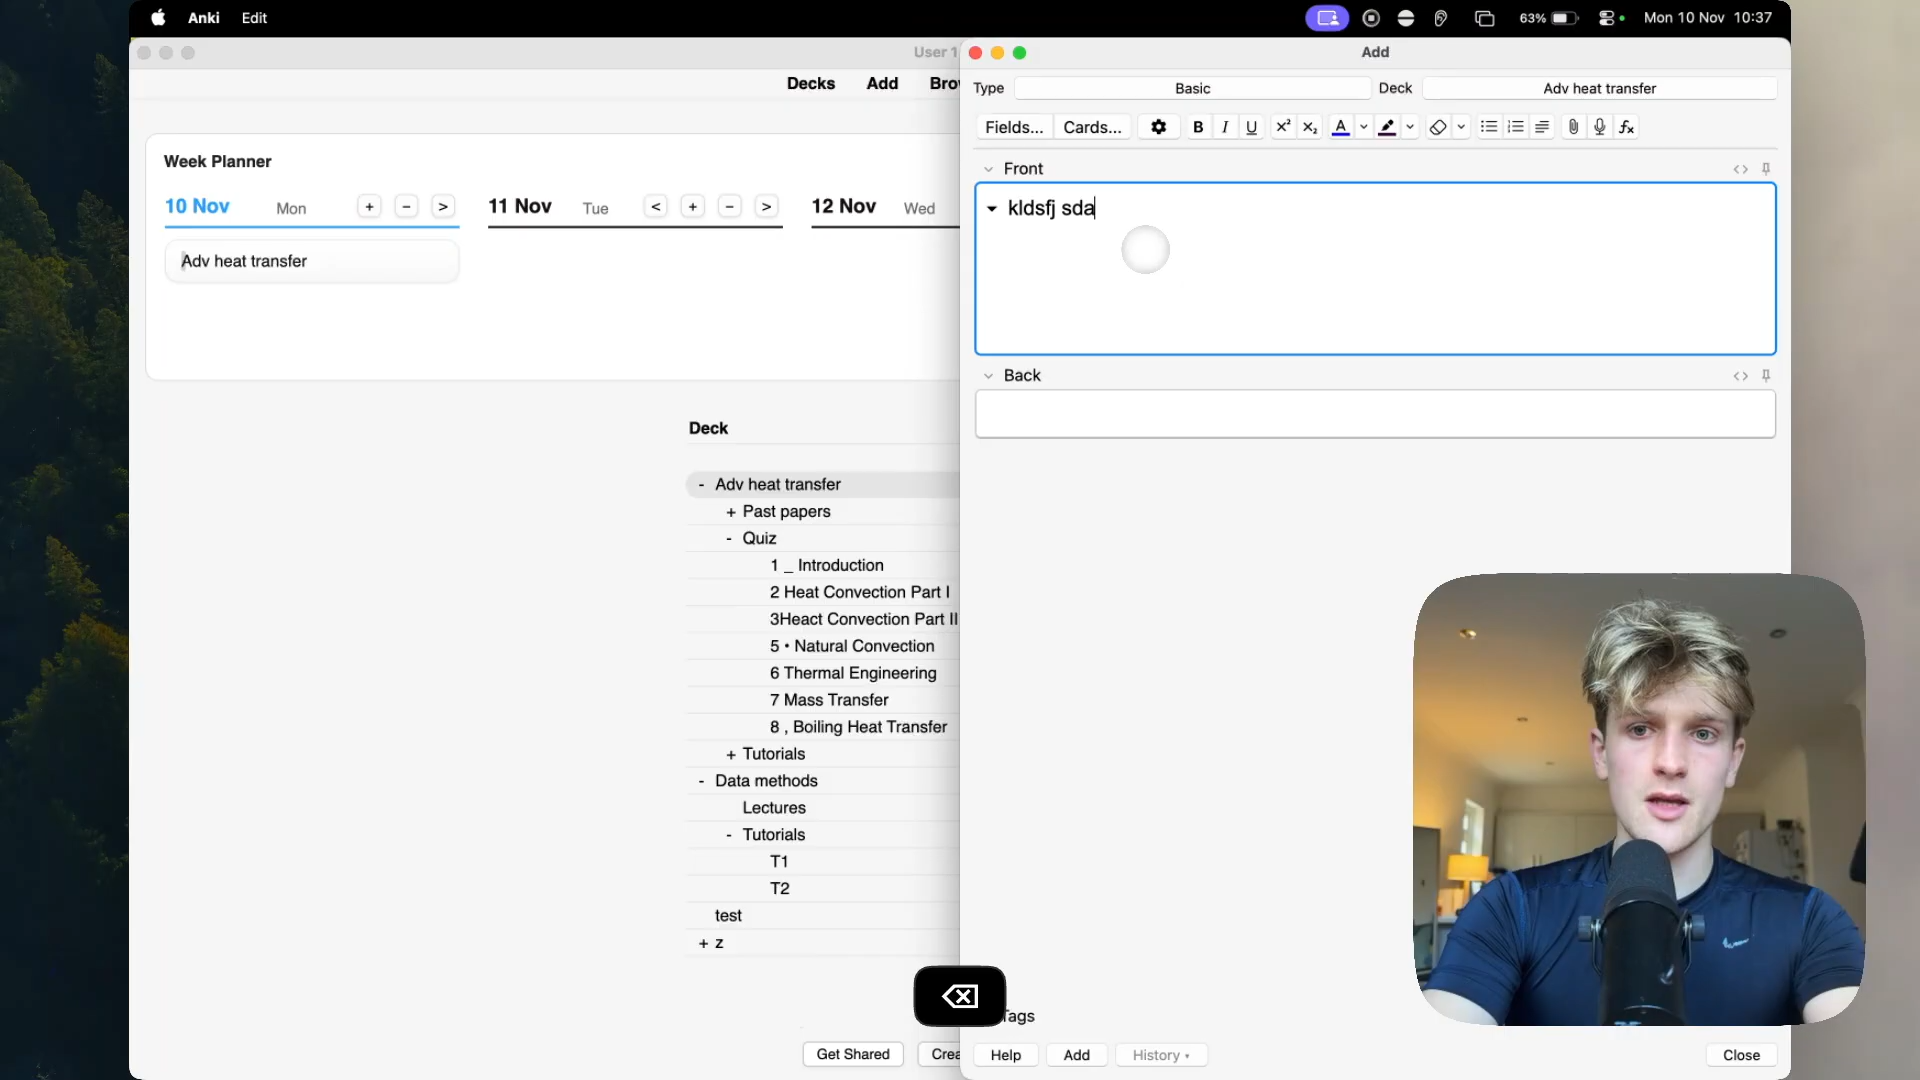 Anki Edit 63% Mon 10 Nov 10:37
User 1
Add
Decks Add Bro
Type Basic Deck Adv heat transfer
Fields... Cards... B I U X² X₂ A fx
Week Planner
10 Nov Mon + − >
11 Nov Tue < + − >
12 Nov Wed
Adv heat transfer
Front
kldsfj sda
Back
Deck
- Adv heat transfer
+ Past papers
- Quiz
1 _ Introduction
2 Heat Convection Part I
3Heact Convection Part II
5 • Natural Convection
6 Thermal Engineering
7 Mass Transfer
8 , Boiling Heat Transfer
+ Tutorials
- Data methods
Lectures
- Tutorials
T1
T2
test
+ z
Tags
Get Shared Crea
Help Add History Close